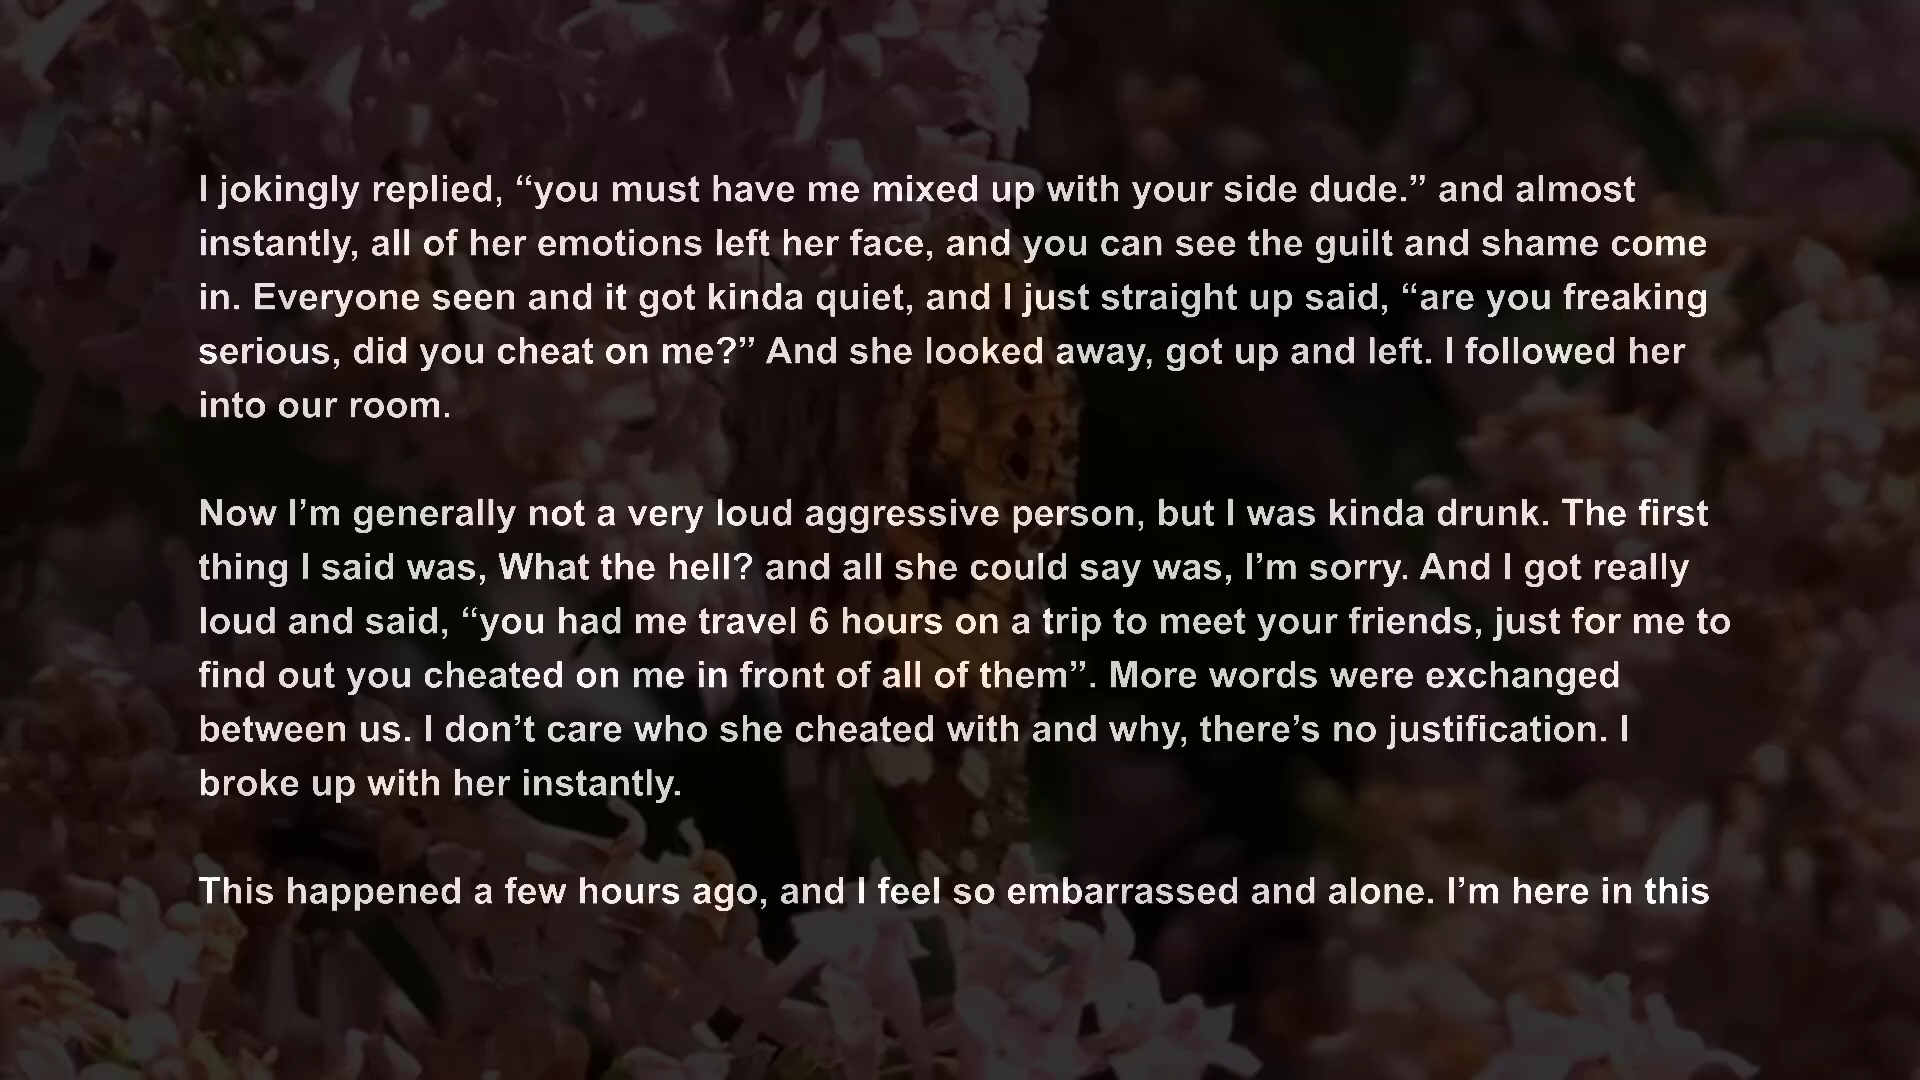 I jokingly replied, “you must have me mixed up with your side dude.” and almost
instantly, all of her emotions left her face, and you can see the guilt and shame come
in. Everyone seen and it got kinda quiet, and I just straight up said, “are you freaking
serious, did you cheat on me?” And she looked away, got up and left. I followed her
into our room.
Now I’m generally not a very loud aggressive person, but I was kinda drunk. The first
thing I said was, What the hell? and all she could say was, I’m sorry. And I got really
loud and said, “you had me travel 6 hours on a trip to meet your friends, just for me to
find out you cheated on me in front of all of them”. More words were exchanged
between us. I don’t care who she cheated with and why, there’s no justification. I
broke up with her instantly.
This happened a few hours ago, and I feel so embarrassed and alone. I’m here in this